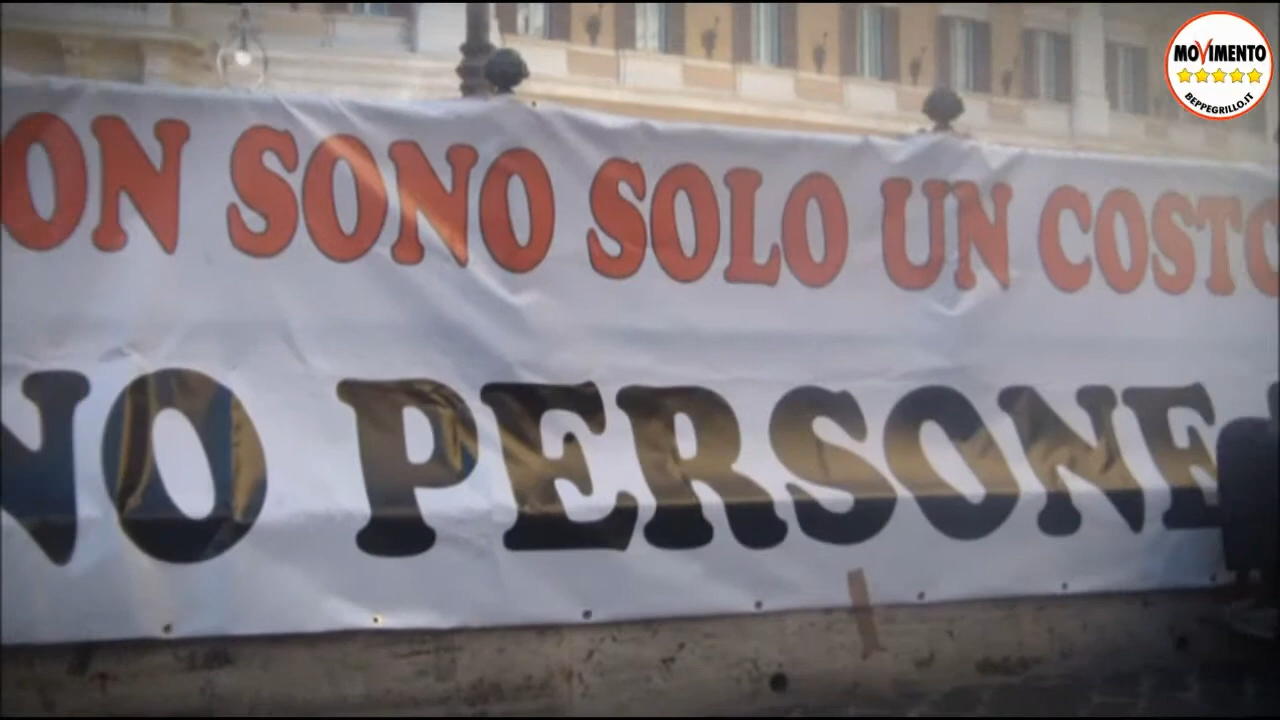 ON SONO SOLO UN COSTO
NO PERSONE
MOVIMENTO
BEPPEGRILLO.IT